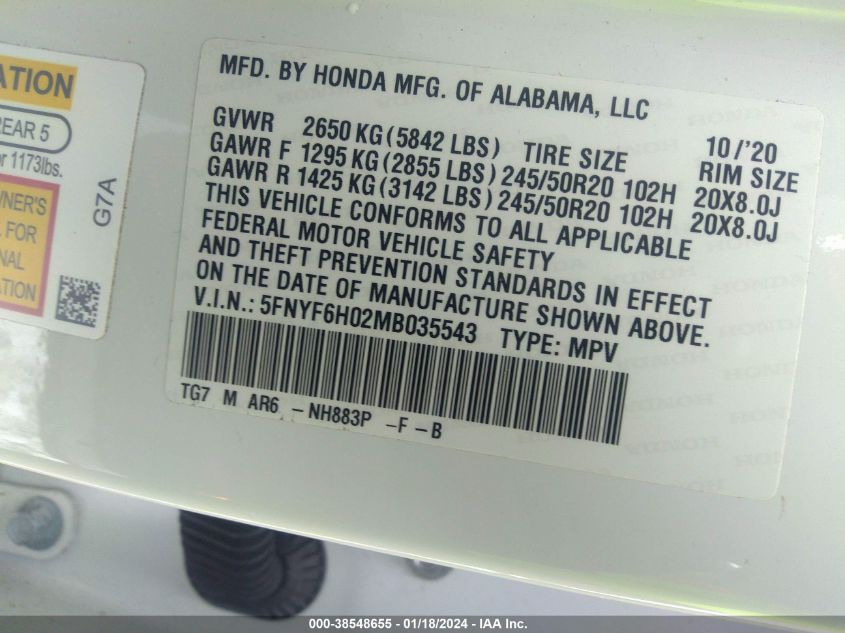 ATION
REAR 5
or 1173lbs.
WNER'S
L FOR
NAL
ATION
G7A
MFD. BY HONDA MFG. OF ALABAMA, LLC
10/'20
GVWR 2650 KG (5842 LBS) TIRE SIZE RIM SIZE
GAWR F 1295 KG (2855 LBS) 245/50R20 102H 20X8.0J
GAWR R 1425 KG (3142 LBS) 245/50R20 102H 20X8.0J
THIS VEHICLE CONFORMS TO ALL APPLICABLE
FEDERAL MOTOR VEHICLE SAFETY
AND THEFT PREVENTION STANDARDS IN EFFECT
ON THE DATE OF MANUFACTURE SHOWN ABOVE.
V.I.N.: 5FNYF6H02MB035543 TYPE: MPV
TG7 M AR6 - NH883P - F - B
000-38548655 - 01/18/2024 - IAA Inc.